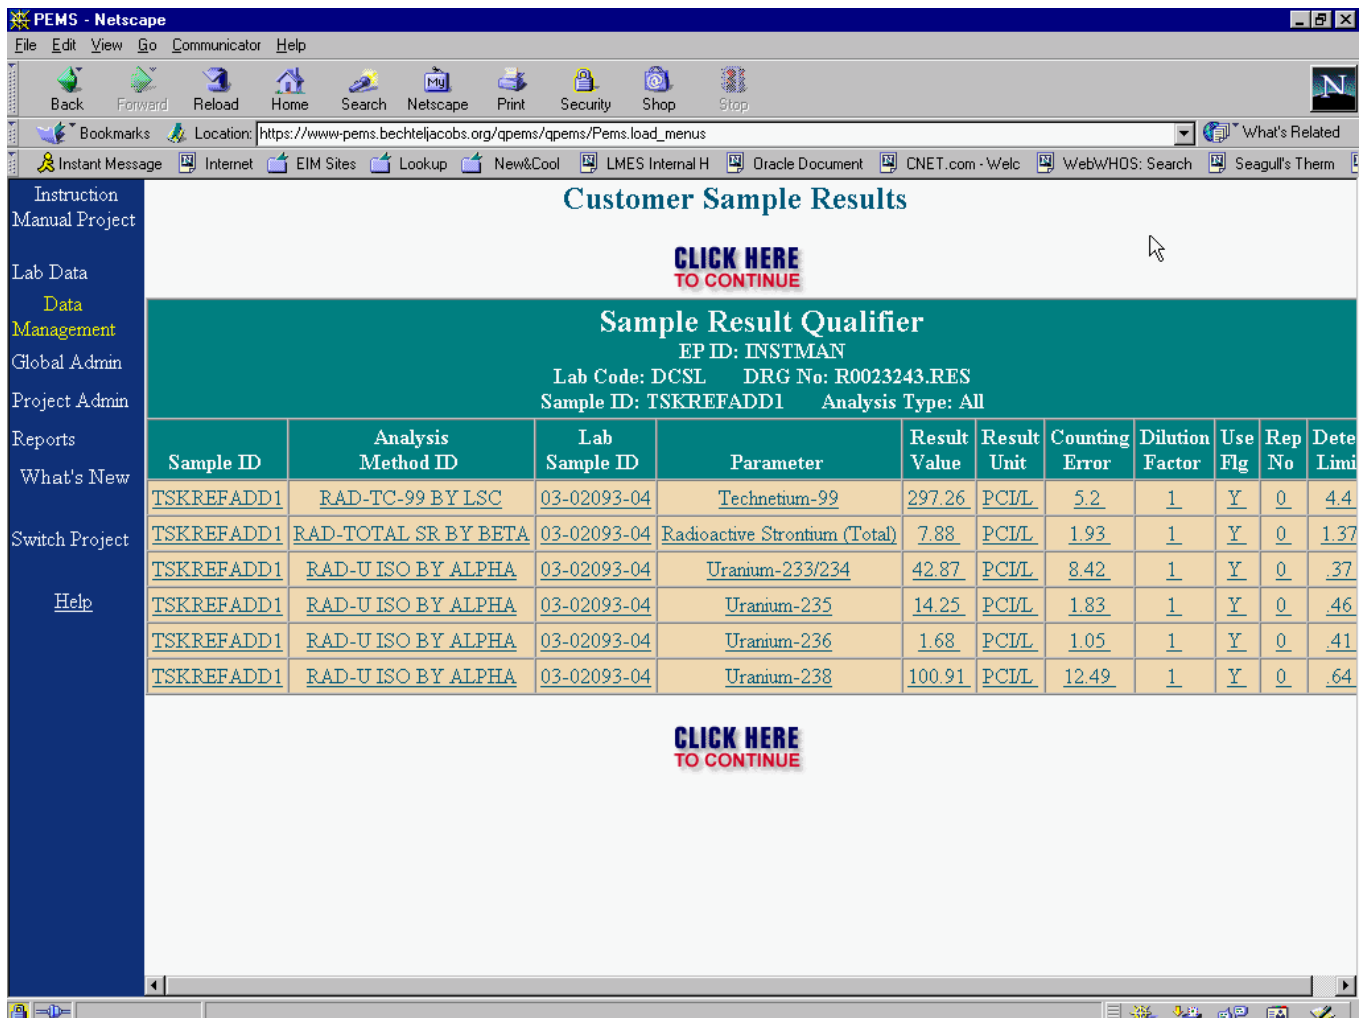 PEMS - Netscape
File Edit View Go Communicator Help
Back Forward Reload Home Search Netscape Print Security Shop Stop
My
N
Bookmarks Location: https://www-pems.bechteljacobs.org/qpems/qpems/Pems.load_menus What's Related
Instant Message Internet EIM Sites Lookup New&Cool LMES Internal H Oracle Document CNET.com - Welc WebWHOS: Search Seagull's Therm
Instruction
Manual Project
Lab Data
Data
Management
Global Admin
Project Admin
Reports
What's New
Switch Project
Help
Customer Sample Results
CLICK HERE
TO CONTINUE
Sample Result Qualifier
EP ID: INSTMAN
Lab Code: DCSL DRG No: R0023243.RES
Sample ID: TSKREFADD1 Analysis Type: All
Sample ID Analysis Method ID Lab Sample ID Parameter Result Value Result Unit Counting Error Dilution Factor Use Flg Rep No Dete Limi
TSKREFADD1 RAD-TC-99 BY LSC 03-02093-04 Technetium-99 297.26 PCI/L 5.2 1 Y 0 4.4
TSKREFADD1 RAD-TOTAL SR BY BETA 03-02093-04 Radioactive Strontium (Total) 7.88 PCI/L 1.93 1 Y 0 1.37
TSKREFADD1 RAD-U ISO BY ALPHA 03-02093-04 Uranium-233/234 42.87 PCI/L 8.42 1 Y 0 .37
TSKREFADD1 RAD-U ISO BY ALPHA 03-02093-04 Uranium-235 14.25 PCI/L 1.83 1 Y 0 .46
TSKREFADD1 RAD-U ISO BY ALPHA 03-02093-04 Uranium-236 1.68 PCI/L 1.05 1 Y 0 .41
TSKREFADD1 RAD-U ISO BY ALPHA 03-02093-04 Uranium-238 100.91 PCI/L 12.49 1 Y 0 .64
CLICK HERE
TO CONTINUE